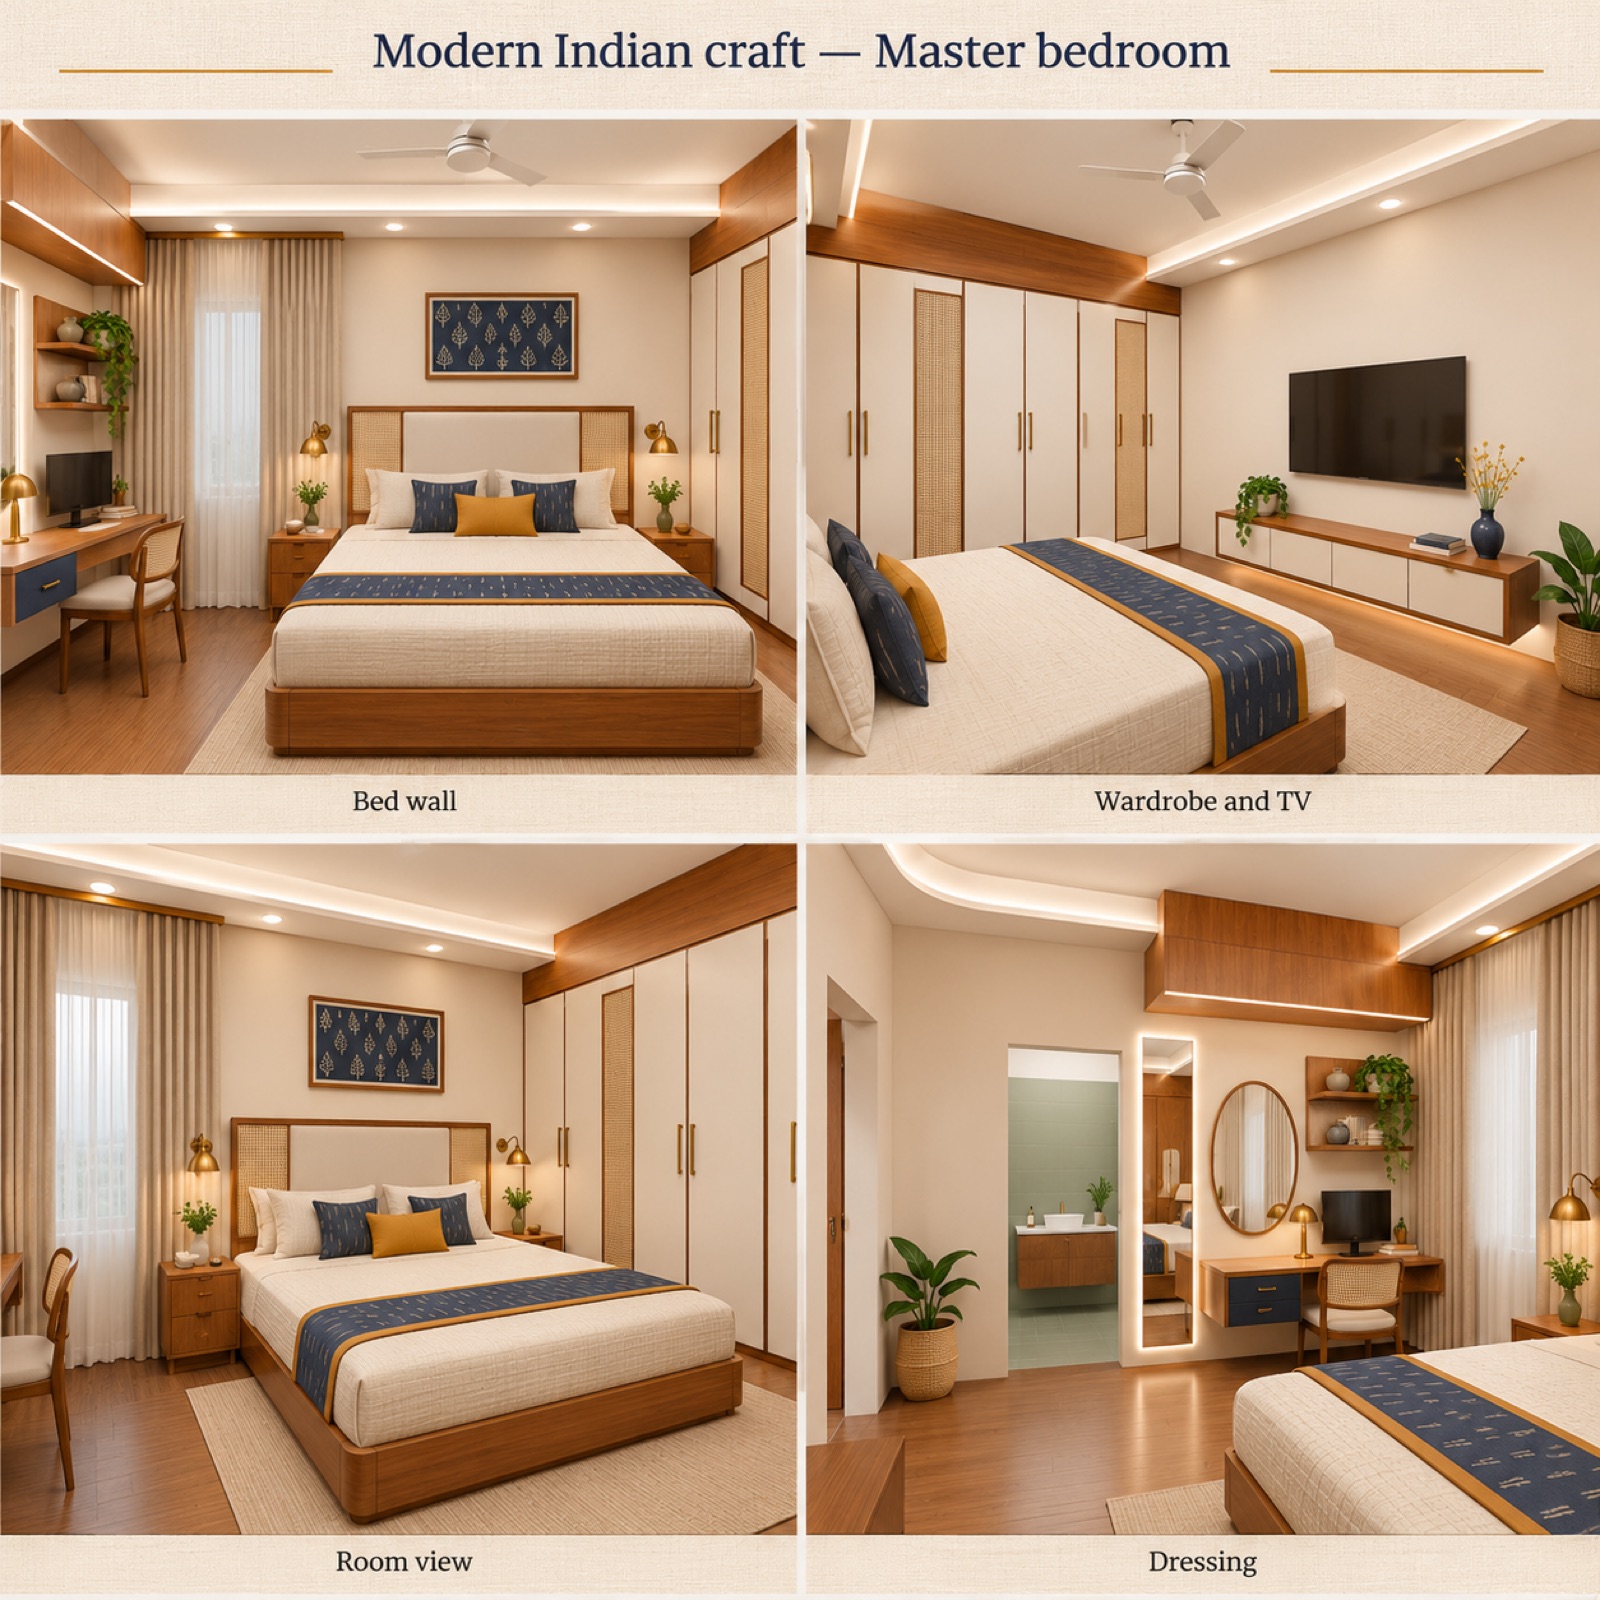 Modern Indian craft — Master bedroom
Bed wall
Wardrobe and TV
Room view
Dressing